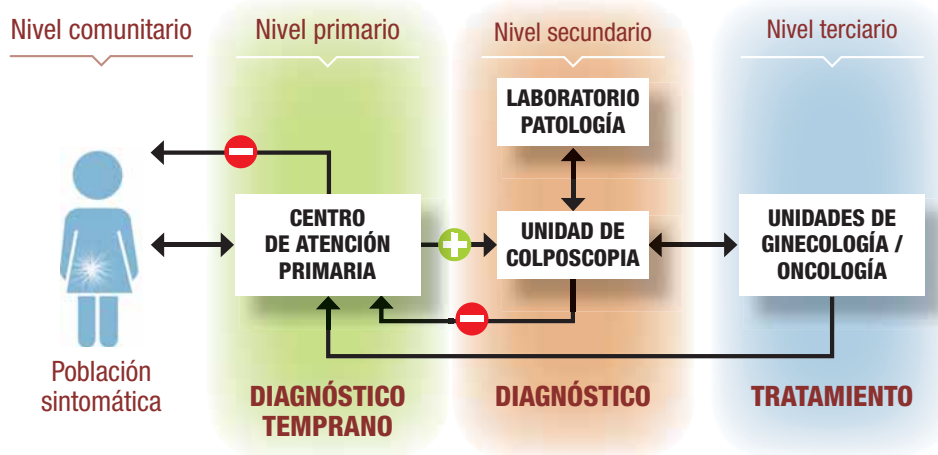 Nivel comunitario
Nivel primario
Nivel secundario
Nivel terciario
LABORATORIO
PATOLOGÍA
CENTRO
DE ATENCIÓN
PRIMARIA
UNIDAD DE
COLPOSCOPIA
UNIDADES DE
GINECOLOGÍA /
ONCOLOGÍA
Población
sintomática
DIAGNÓSTICO
TEMPRANO
DIAGNÓSTICO
TRATAMIENTO